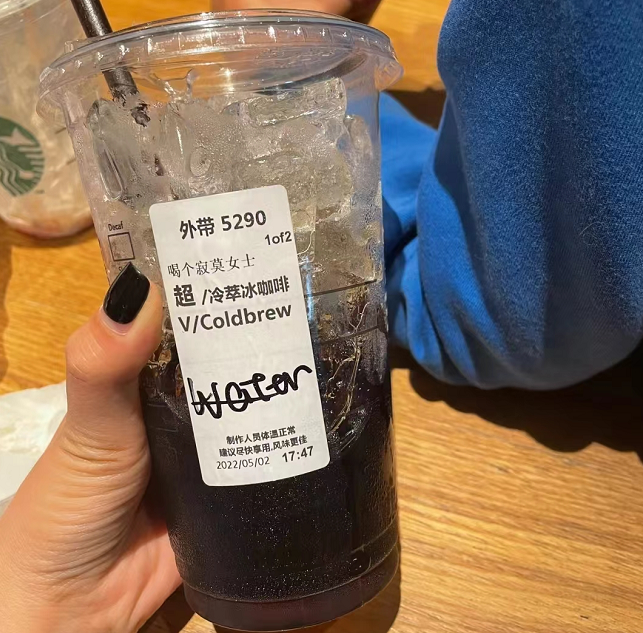 Decaf
外带 5290
1of2
喝个寂莫女士
超 /冷萃冰咖啡
V/Coldbrew
Water
制作人员体温正常
建议尽快享用,风味更佳
2022/05/02 17:47